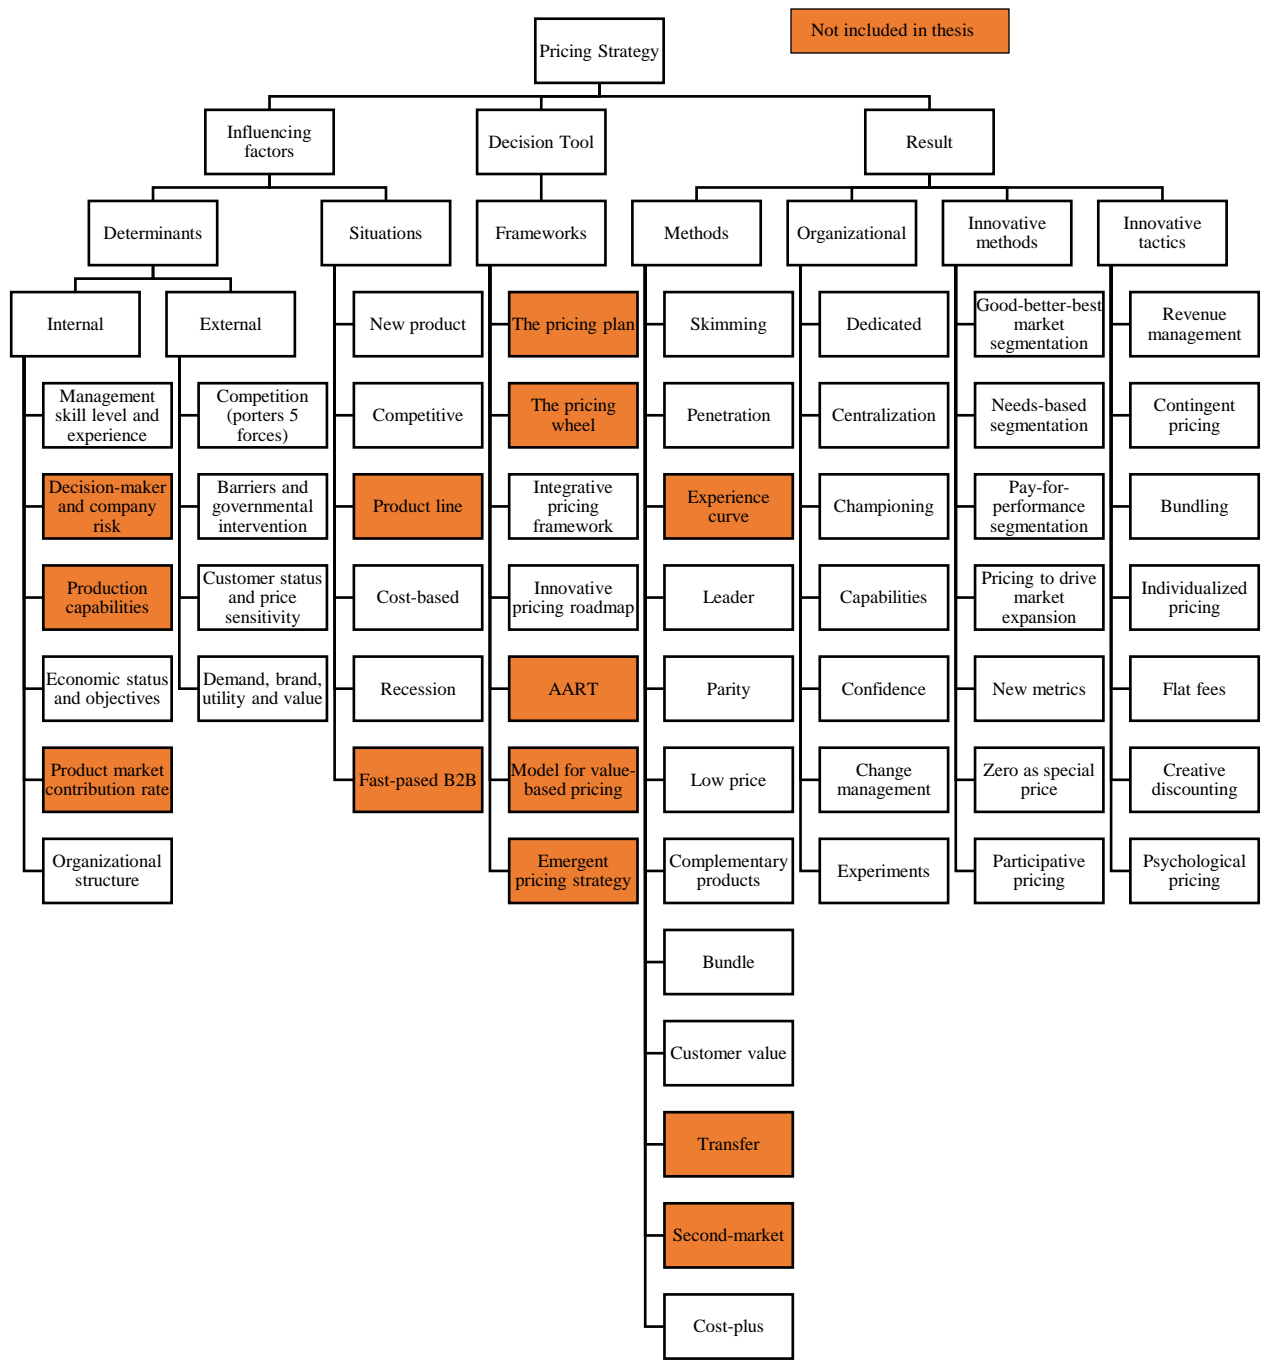 Not included in thesis
Pricing Strategy
Influencing
factors
Decision Tool
Result
Determinants
Situations
Frameworks
Methods
Organizational
Innovative
methods
Innovative
tactics
Internal
External
New product
The pricing plan
Skimming
Dedicated
Good-better-best
market
segmentation
Revenue
management
Management
skill level and
experience
Competition
(porters 5
forces)
Competitive
The pricing
wheel
Penetration
Centralization
Needs-based
segmentation
Contingent
pricing
Decision-maker
and company
risk
Barriers and
governmental
intervention
Product line
Integrative
pricing
framework
Experience
curve
Championing
Pay-for-
performance
segmentation
Bundling
Production
capabilities
Customer status
and price
sensitivity
Cost-based
Innovative
pricing roadmap
Leader
Capabilities
Pricing to drive
market
expansion
Individualized
pricing
Economic status
and objectives
Demand, brand,
utility and value
Recession
AART
Parity
Confidence
New metrics
Flat fees
Product market
contribution rate
Fast-pased B2B
Model for value-
based pricing
Low price
Change
management
Zero as special
price
Creative
discounting
Organizational
structure
Emergent
pricing strategy
Complementary
products
Experiments
Participative
pricing
Psychological
pricing
Bundle
Customer value
Transfer
Second-market
Cost-plus